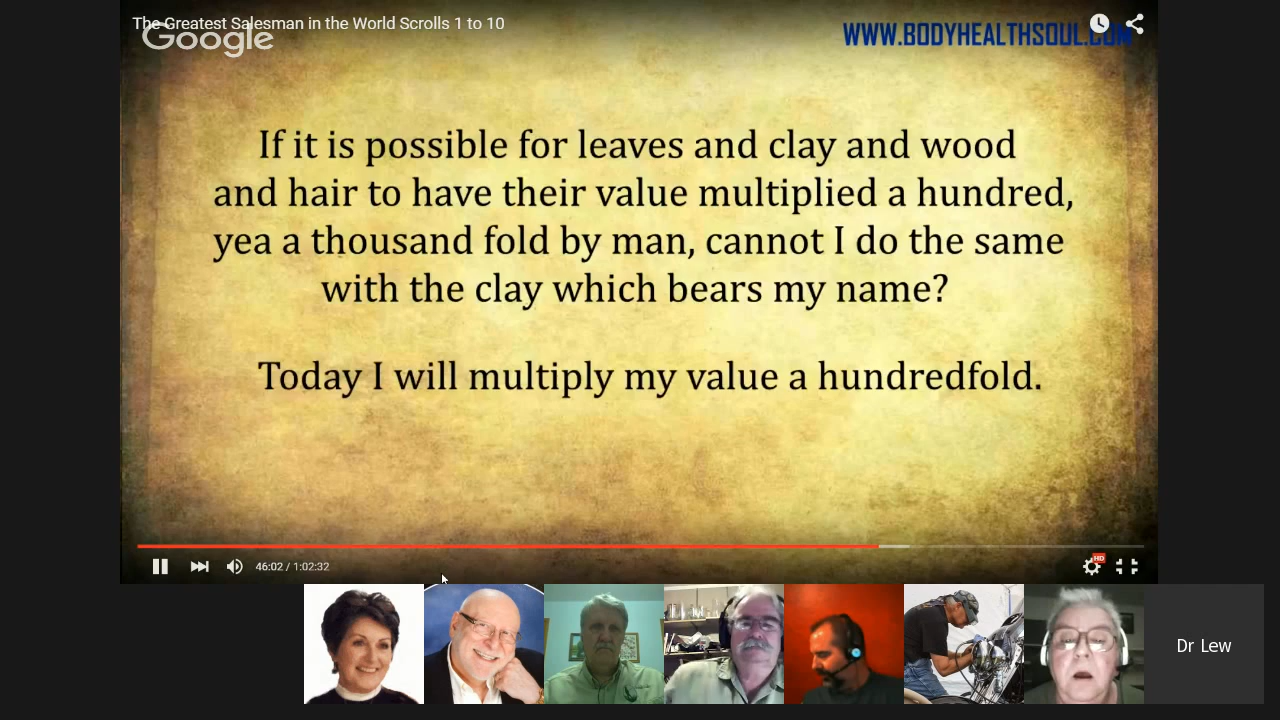 The Greatest Salesman in the World Scrolls 1 to 10
Google
WWW.BODYHEALTHSOUL.COM
If it is possible for leaves and clay and wood
and hair to have their value multiplied a hundred,
yea a thousand fold by man, cannot I do the same
with the clay which bears my name?
Today I will multiply my value a hundredfold.
46:02 / 1:02:32
HD
Dr Lew